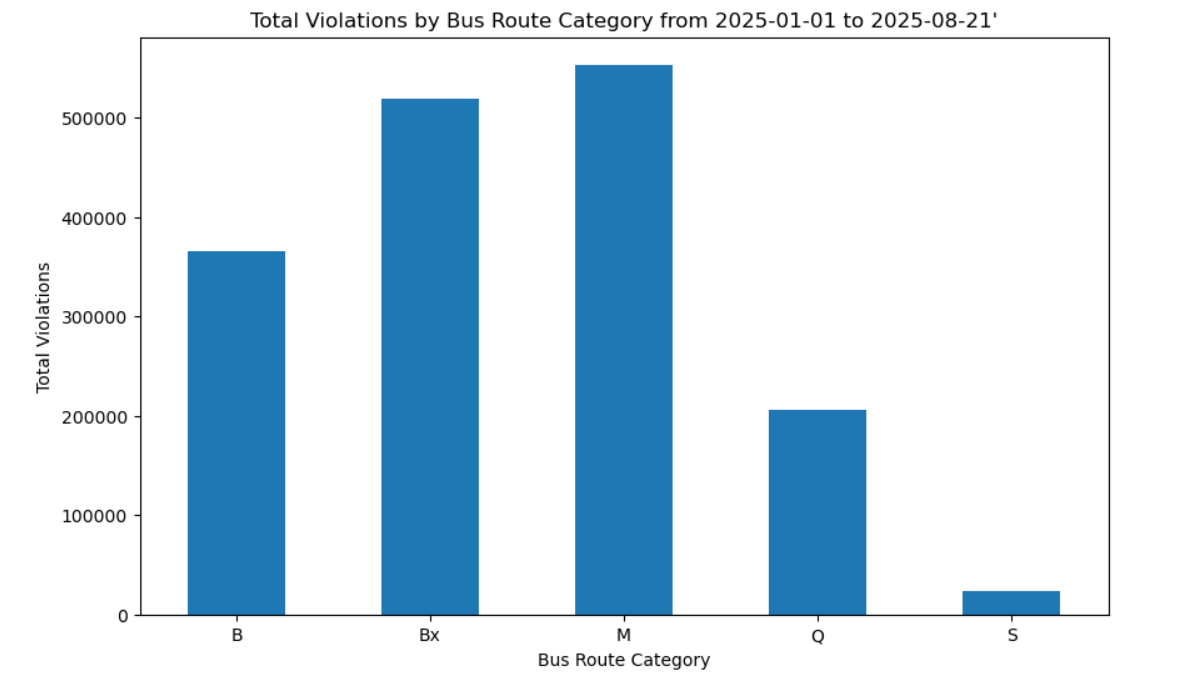 Total Violations by Bus Route Category from 2025-01-01 to 2025-08-21'
Total Violations
500000
400000
300000
200000
100000
0
B Bx M Q S
Bus Route Category